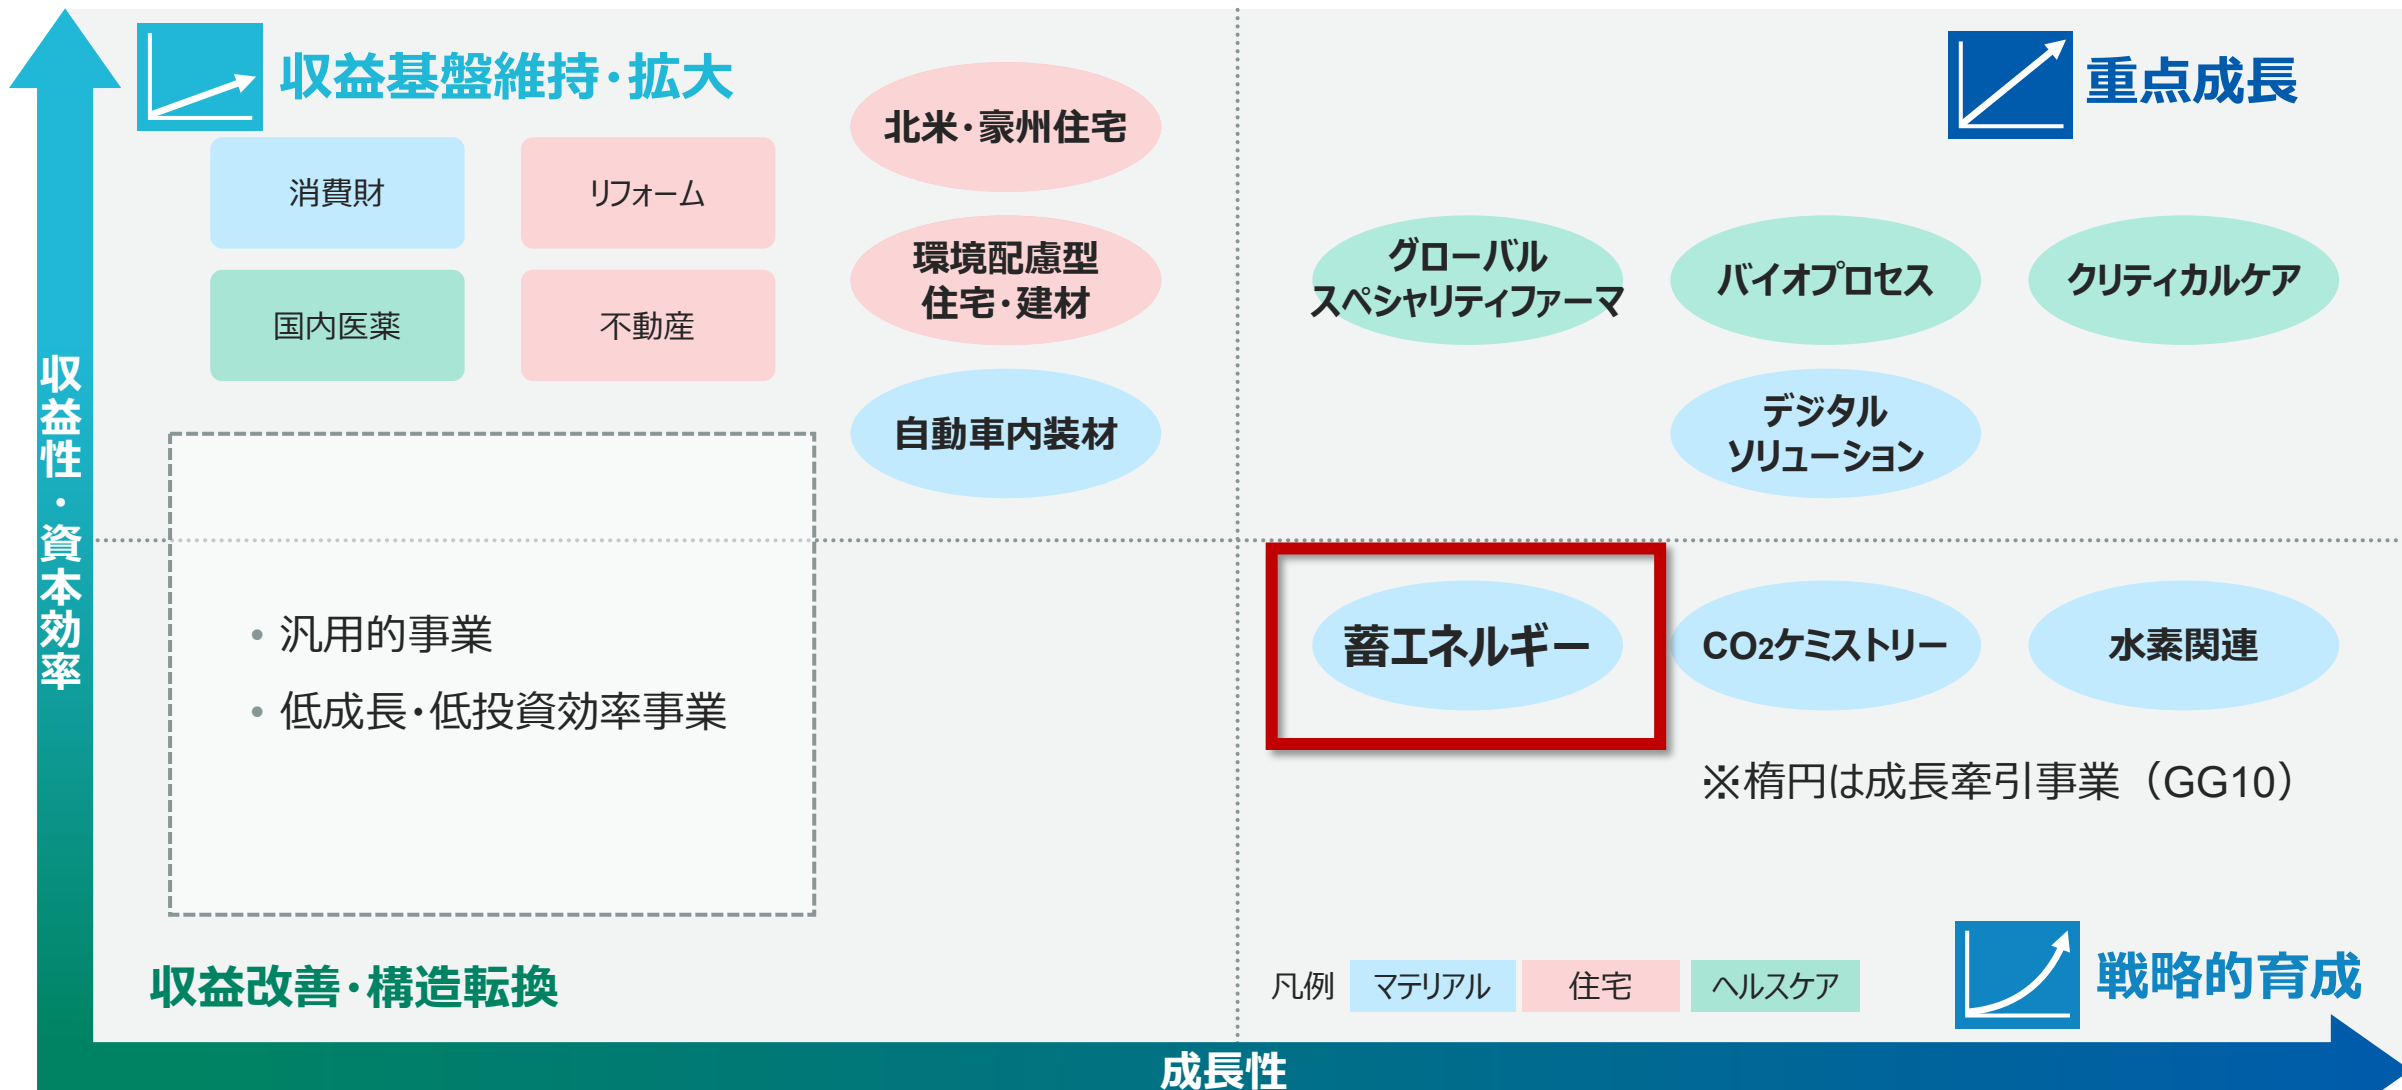 収益基盤維持・拡大
重点成長
消費財
リフォーム
国内医薬
不動産
北米・豪州住宅
環境配慮型
住宅・建材
自動車内装材
グローバル
スペシャリティファーマ
バイオプロセス
クリティカルケア
デジタル
ソリューション
収益性・資本効率
・汎用的事業
・低成長・低投資効率事業
蓄エネルギー
CO2ケミストリー
水素関連
※楕円は成長牽引事業（GG10）
収益改善・構造転換
凡例
マテリアル
住宅
ヘルスケア
戦略的育成
成長性